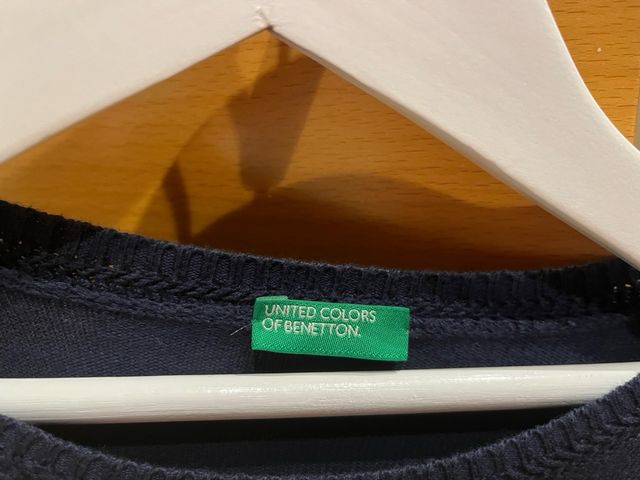 UNITED COLORS
OF BENETTON.